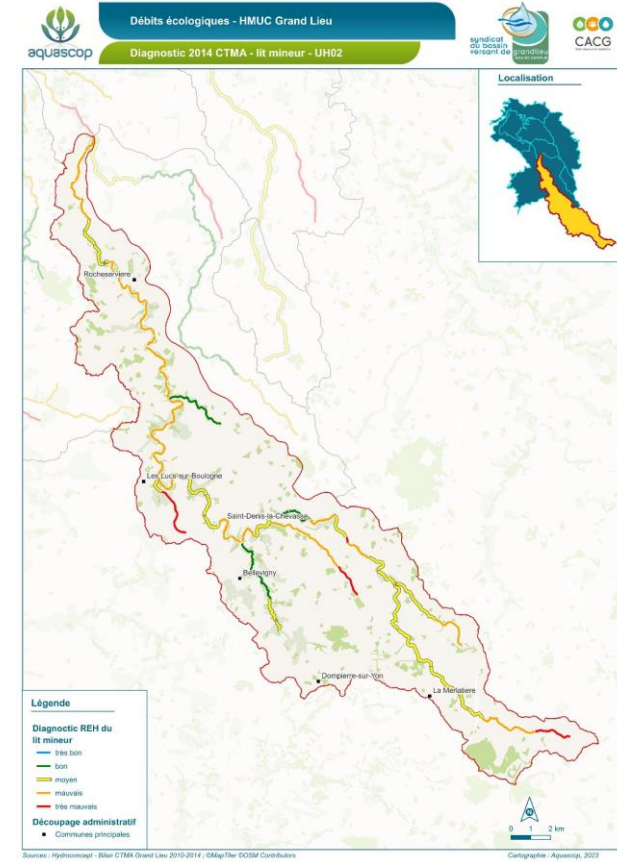 aquascop
Débits écologiques - HMUC Grand Lieu
Diagnostic 2014 CTMA - lit mineur - UH02
syndicat
du bassin
versant de grandlieu
CACG
Localisation
Rocheservière
Les Lucs-sur-Boulogne
Saint-Denis-la-Chevasse
Bellevigny
Dompierre-sur-Yon
La Merlatière
Légende
Diagnoctic REH du
lit mineur
très bon
bon
moyen
mauvais
très mauvais
Découpage administratif
Communes principales
N
0 1 2 km
Sources : Hydroconcept - Bilan CTMA Grand Lieu 2010-2014 ; ©MapTiler ©OSM Contributors
Cartographie : Aquascop, 2023